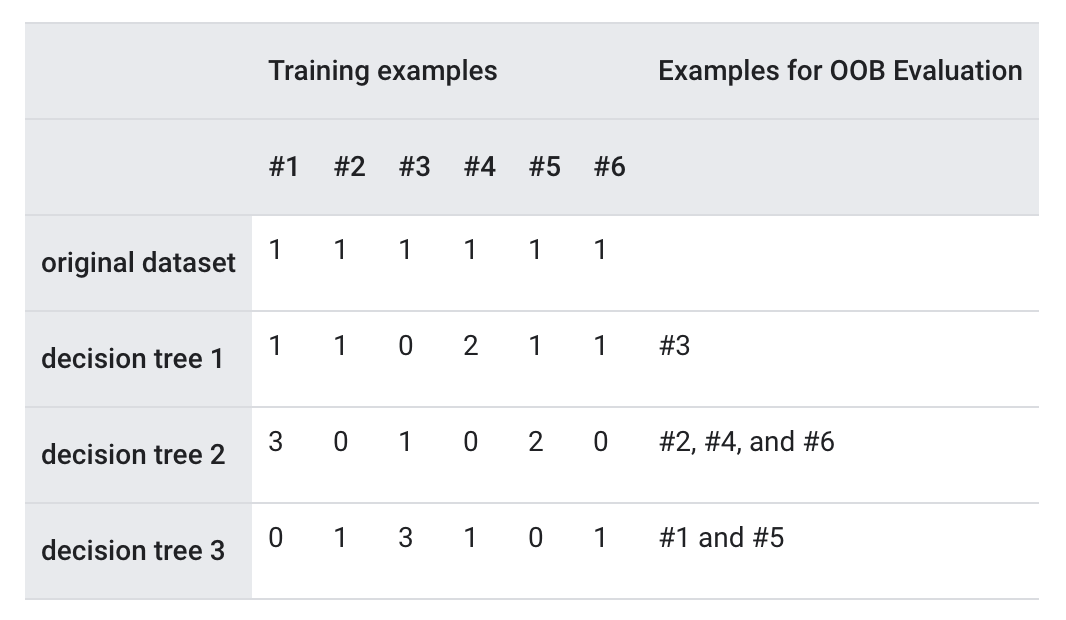 Training examples Examples for OOB Evaluation
#1 #2 #3 #4 #5 #6
original dataset 1 1 1 1 1 1
decision tree 1 1 1 0 2 1 1 #3
decision tree 2 3 0 1 0 2 0 #2, #4, and #6
decision tree 3 0 1 3 1 0 1 #1 and #5